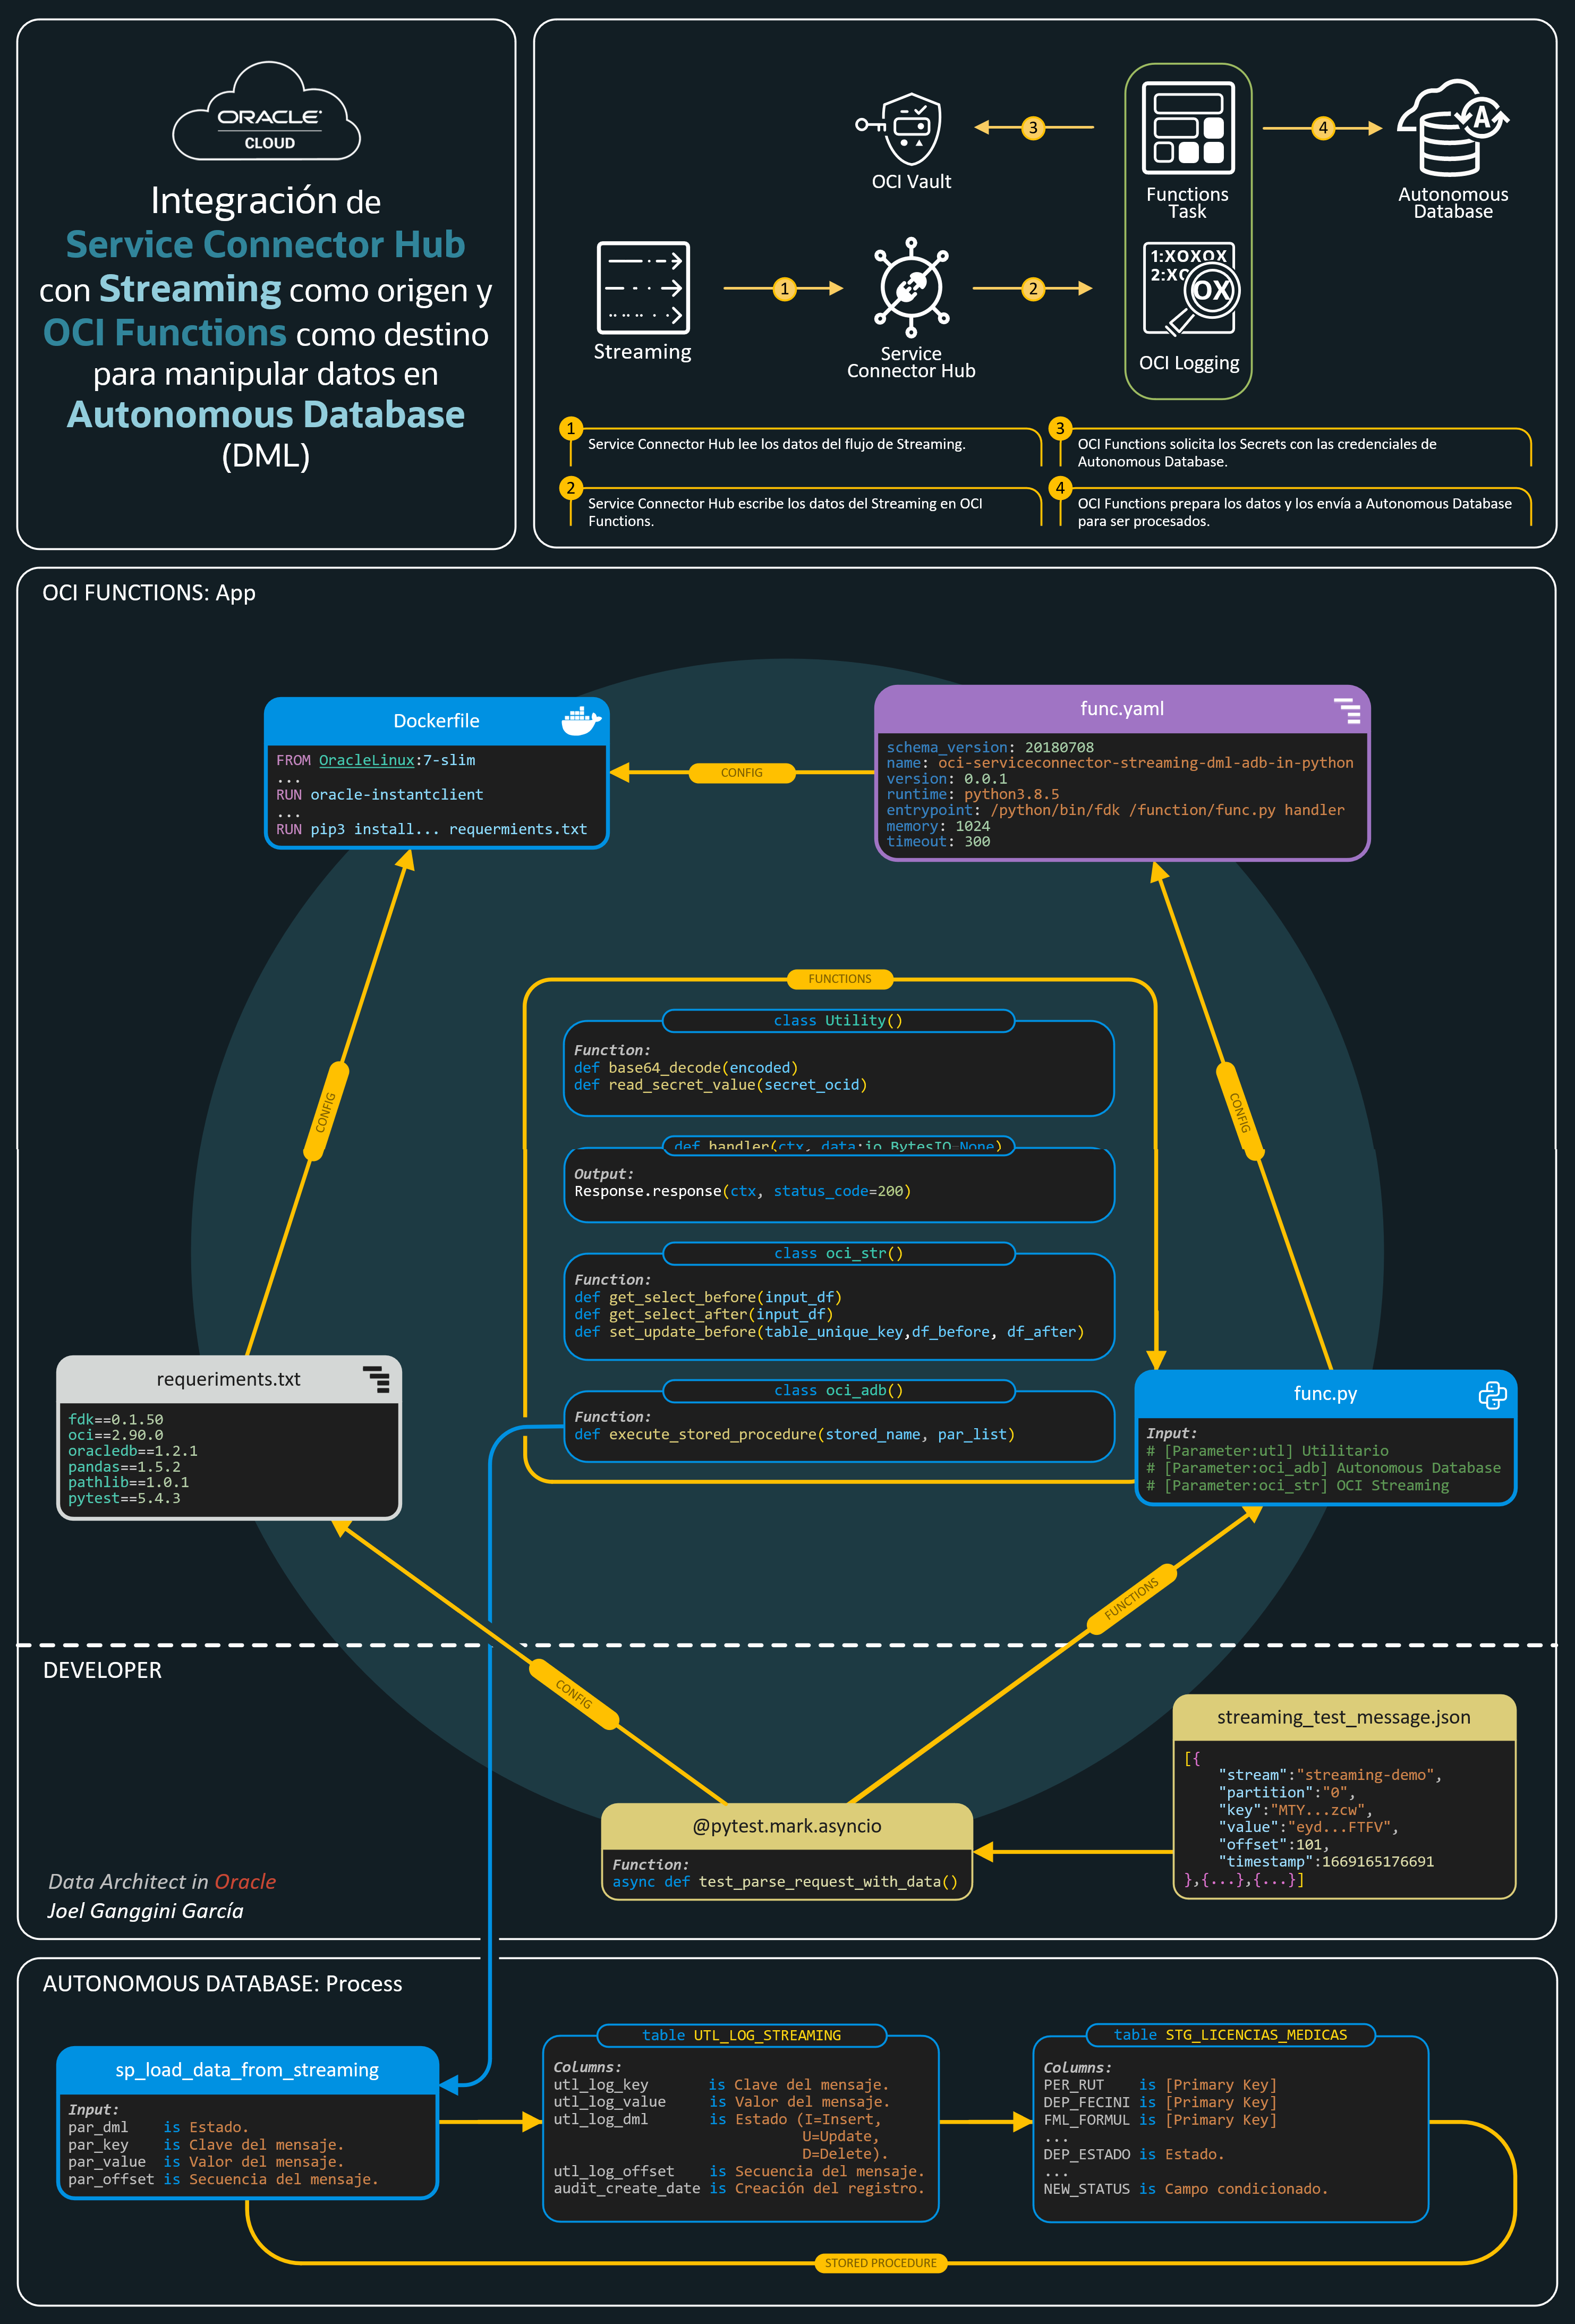 ORACLE
CLOUD
Integración de
Service Connector Hub
con Streaming como origen y
OCI Functions como destino
para manipular datos en
Autonomous Database
(DML)
OCI Vault
3
Functions
Task
4
Autonomous
Database
Streaming
1
Service
Connector Hub
2
1:XOXOX
2:XO
OX
OCI Logging
1
Service Connector Hub lee los datos del flujo de Streaming.
2
Service Connector Hub escribe los datos del Streaming en OCI
Functions.
3
OCI Functions solicita los Secrets con las credenciales de
Autonomous Database.
4
OCI Functions prepara los datos y los envía a Autonomous Database
para ser procesados.
OCI FUNCTIONS: App
Dockerfile
FROM OracleLinux:7-slim
...
RUN oracle-instantclient
...
RUN pip3 install... requermients.txt
CONFIG
func.yaml
schema_version: 20180708
name: oci-serviceconnector-streaming-dml-adb-in-python
version: 0.0.1
runtime: python3.8.5
entrypoint: /python/bin/fdk /function/func.py handler
memory: 1024
timeout: 300
CONFIG
CONFIG
FUNCTIONS
class Utility()
Function:
def base64_decode(encoded)
def read_secret_value(secret_ocid)
def handler(ctx, data:io.BytesIO=None)
Output:
Response.response(ctx, status_code=200)
class oci_str()
Function:
def get_select_before(input_df)
def get_select_after(input_df)
def set_update_before(table_unique_key,df_before, df_after)
class oci_adb()
Function:
def execute_stored_procedure(stored_name, par_list)
requeriments.txt
fdk==0.1.50
oci==2.90.0
oracledb==1.2.1
pandas==1.5.2
pathlib==1.0.1
pytest==5.4.3
func.py
Input:
# [Parameter:utl] Utilitario
# [Parameter:oci_adb] Autonomous Database
# [Parameter:oci_str] OCI Streaming
FUNCTIONS
CONFIG
DEVELOPER
streaming_test_message.json
[{
"stream":"streaming-demo",
"partition":"0",
"key":"MTY...zcw",
"value":"eyd...FTFV",
"offset":101,
"timestamp":1669165176691
},{...},{...}]
@pytest.mark.asyncio
Function:
async def test_parse_request_with_data()
Data Architect in Oracle
Joel Ganggini García
AUTONOMOUS DATABASE: Process
sp_load_data_from_streaming
Input:
par_dml is Estado.
par_key is Clave del mensaje.
par_value is Valor del mensaje.
par_offset is Secuencia del mensaje.
table UTL_LOG_STREAMING
Columns:
utl_log_key is Clave del mensaje.
utl_log_value is Valor del mensaje.
utl_log_dml is Estado (I=Insert,
U=Update,
D=Delete).
utl_log_offset is Secuencia del mensaje.
audit_create_date is Creación del registro.
table STG_LICENCIAS_MEDICAS
Columns:
PER_RUT is [Primary Key]
DEP_FECINI is [Primary Key]
FML_FORMUL is [Primary Key]
...
DEP_ESTADO is Estado.
...
NEW_STATUS is Campo condicionado.
STORED PROCEDURE